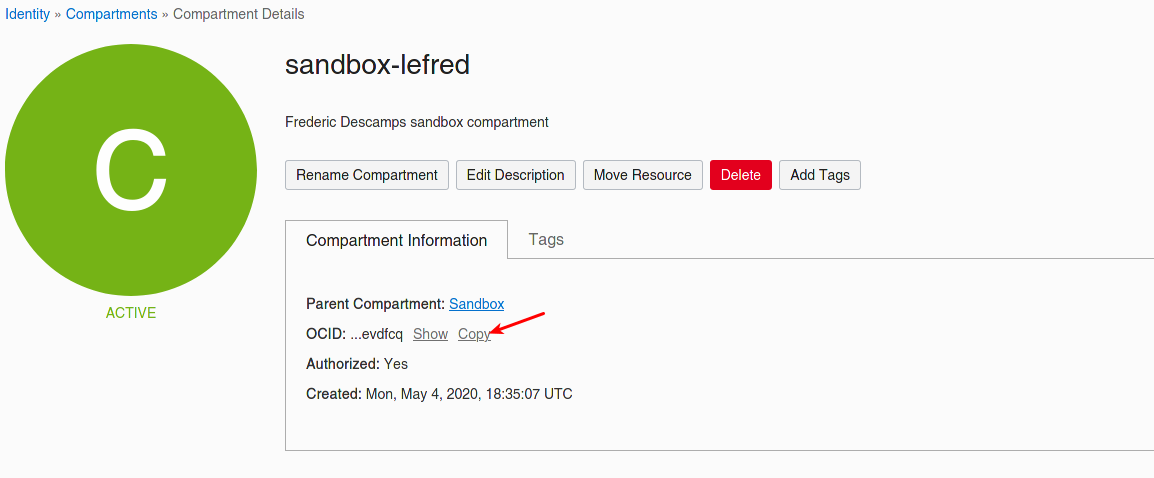 Identity » Compartments » Compartment Details
C
ACTIVE
sandbox-lefred
Frederic Descamps sandbox compartment
Rename Compartment Edit Description Move Resource Delete Add Tags
Compartment Information Tags
Parent Compartment: Sandbox
OCID: ...evdfcq Show Copy
Authorized: Yes
Created: Mon, May 4, 2020, 18:35:07 UTC